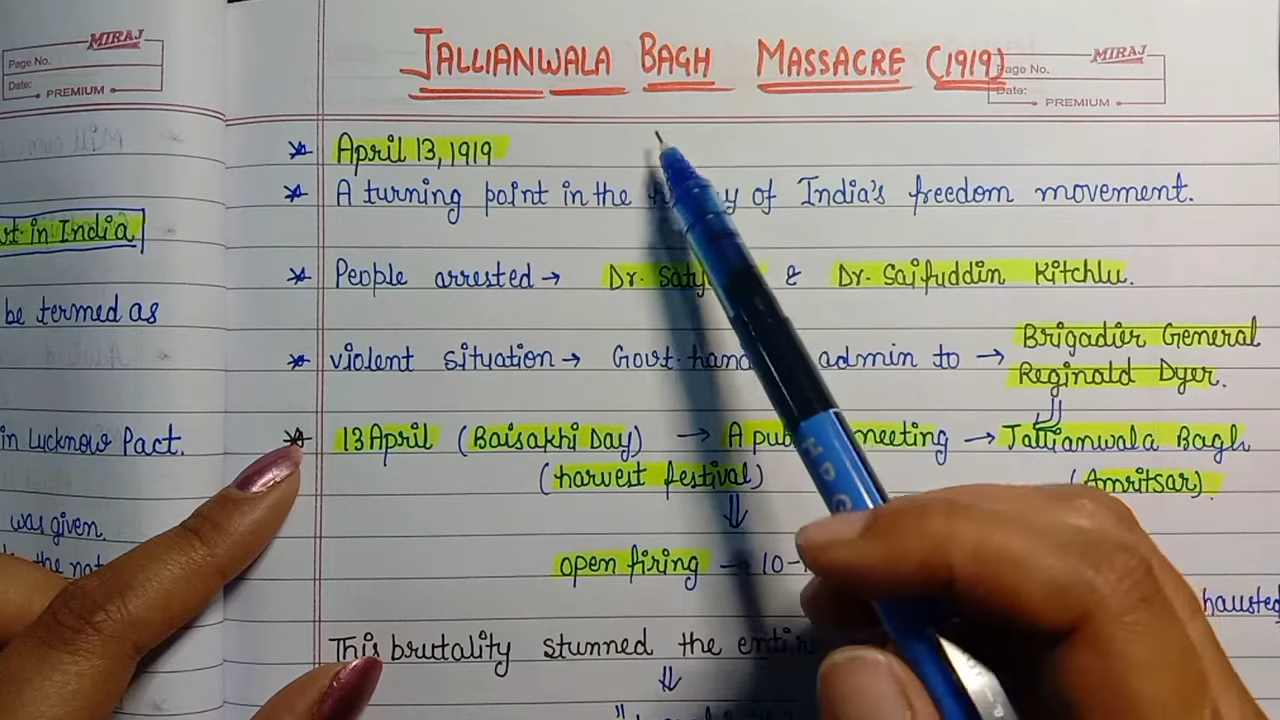 MIRAJ
Page No.
Date:
PREMIUM
JALLIANWALA BAGH MASSACRE (1919)
MIRAJ
Page No.
Date:
PREMIUM
April 13, 1919
A turning point in the of India's freedom movement.
rt in India
People arrested → Dr. & Dr. Saifuddin Kitchlu.
be termed as
violent situation → Govt. admin to → Brigadier General
Reginald Dyer.
in Lucknow Pact.
13 April (Baisakhi Day) → A meeting → Jallianwala Bagh
(harvest festival) (Amritsar)
was given.
the
open firing → 10-
hausted
This brutality stunned the